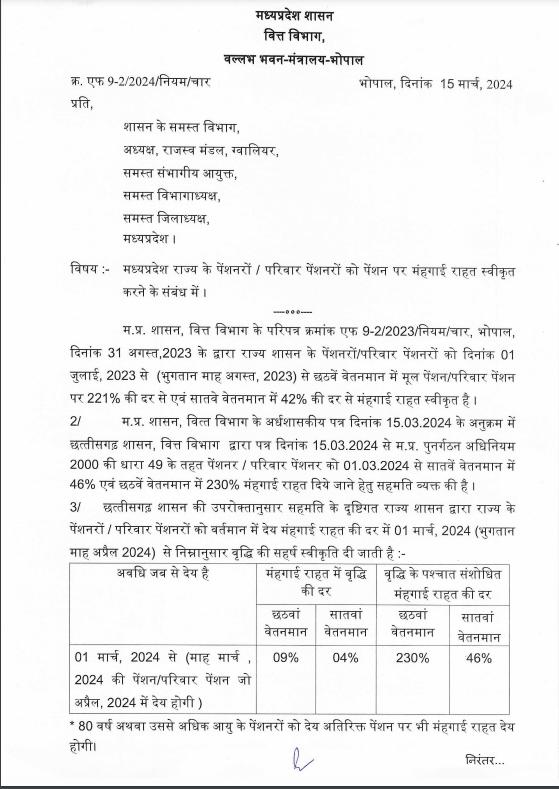 मध्यप्रदेश शासन
वित्त विभाग,
वल्लभ भवन-मंत्रालय-भोपाल
क्र. एफ 9-2/2024/नियम/चार भोपाल, दिनांक 15 मार्च, 2024
प्रति,
शासन के समस्त विभाग,
अध्यक्ष, राजस्व मंडल, ग्वालियर,
समस्त संभागीय आयुक्त,
समस्त विभागाध्यक्ष,
समस्त जिलाध्यक्ष,
मध्यप्रदेश ।
विषय :- मध्यप्रदेश राज्य के पेंशनरों / परिवार पेंशनरों को पेंशन पर मंहगाई राहत स्वीकृत
करने के संबंध में ।
----०००----
म.प्र. शासन, वित्त विभाग के परिपत्र क्रमांक एफ 9-2/2023/नियम/चार, भोपाल,
दिनांक 31 अगस्त,2023 के द्वारा राज्य शासन के पेंशनरों/परिवार पेंशनरों को दिनांक 01
जुलाई, 2023 से (भुगतान माह अगस्त, 2023) से छठवें वेतनमान में मूल पेंशन/परिवार पेंशन
पर 221% की दर से एवं सातवे वेतनमान में 42% की दर से मंहगाई राहत स्वीकृत है ।
2/ म.प्र. शासन, वित्त विभाग के अर्धशासकीय पत्र दिनांक 15.03.2024 के अनुक्रम में
छत्तीसगढ़ शासन, वित्त विभाग द्वारा पत्र दिनांक 15.03.2024 से म.प्र. पुनर्गठन अधिनियम
2000 की धारा 49 के तहत पेंशनर / परिवार पेंशनर को 01.03.2024 से सातवें वेतनमान में
46% एवं छठवें वेतनमान में 230% मंहगाई राहत दिये जाने हेतु सहमति व्यक्त की है ।
3/ छत्तीसगढ़ शासन की उपरोक्तानुसार सहमति के दृष्टिगत राज्य शासन द्वारा राज्य के
पेंशनरों / परिवार पेंशनरों को वर्तमान में देय मंहगाई राहत की दर में 01 मार्च, 2024 (भुगतान
माह अप्रैल 2024) से निम्नानुसार वृद्धि की सहर्ष स्वीकृति दी जाती है :-
अवधि जब से देय है मंहगाई राहत में वृद्धि वृद्धि के पश्चात संशोधित
की दर मंहगाई राहत की दर
छठवां सातवां छठवां सातवां
वेतनमान वेतनमान वेतनमान वेतनमान
01 मार्च, 2024 से (माह मार्च , 09% 04% 230% 46%
2024 की पेंशन/परिवार पेंशन जो
अप्रैल, 2024 में देय होगी )
* 80 वर्ष अथवा उससे अधिक आयु के पेंशनरों को देय अतिरिक्त पेंशन पर भी मंहगाई राहत देय
होगी।
निरंतर...